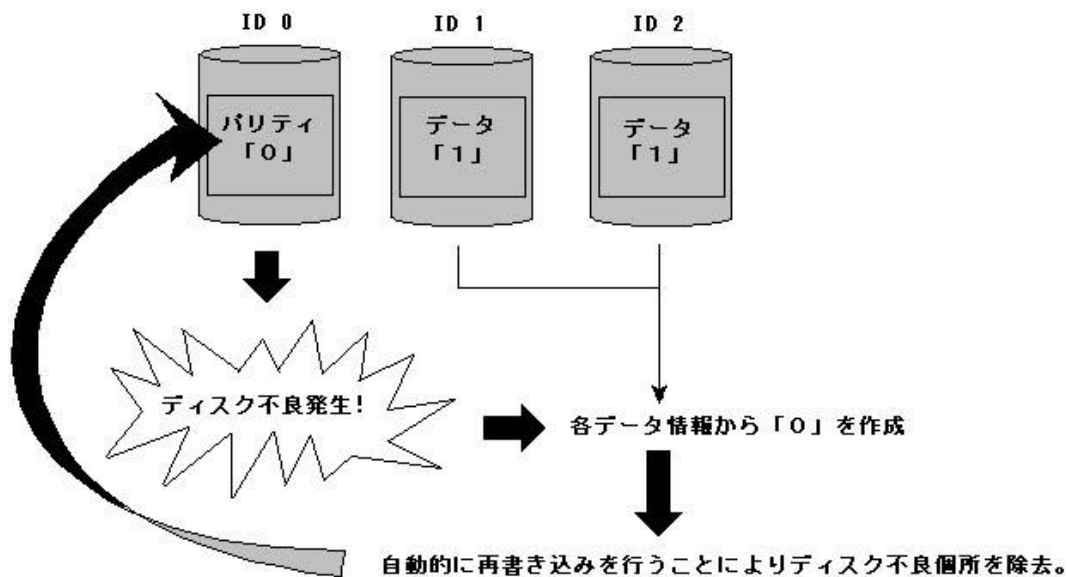 ID 0
ID 1
ID 2
パリティ
「0」
データ
「1」
データ
「1」
ディスク不良発生!
各データ情報から「0」を作成
自動的に再書き込みを行うことによりディスク不良個所を除去。